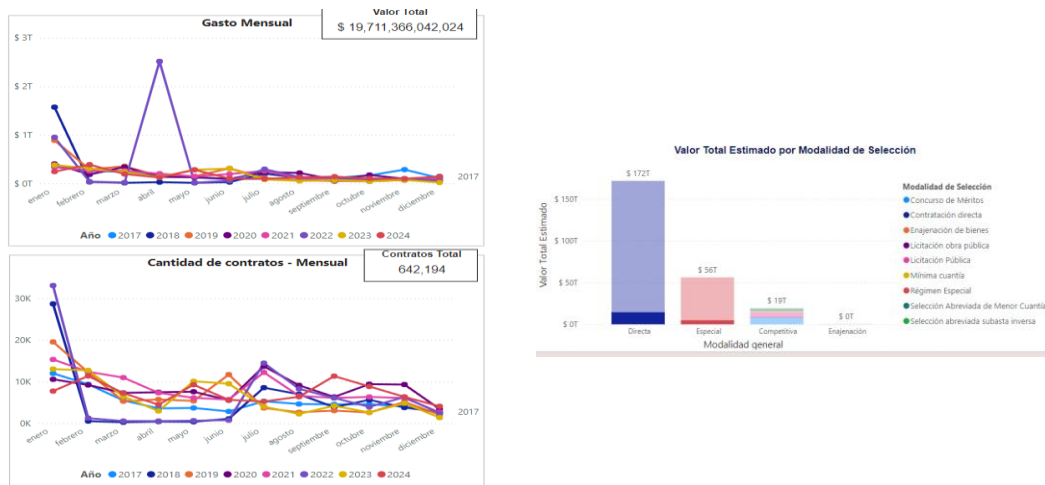 Gasto Mensual
Valor Total
$ 19,711,366,042,024
$ 3T
$ 2T
$ 1T
$ 0T
2017
enero
febrero
marzo
abril
mayo
junio
julio
agosto
septiembre
octubre
noviembre
diciembre
Año 2017 2018 2019 2020 2021 2022 2023 2024
Cantidad de contratos - Mensual
Contratos Total
642,194
30K
20K
10K
0K
2017
enero
febrero
marzo
abril
mayo
junio
julio
agosto
septiembre
octubre
noviembre
diciembre
Año 2017 2018 2019 2020 2021 2022 2023 2024
Valor Total Estimado por Modalidad de Selección
Valor Total Estimado
$ 150T
$ 100T
$ 50T
$ 0T
$ 172T
$ 56T
$ 19T
$ 0T
Directa
Especial
Competitiva
Enajenación
Modalidad general
Modalidad de Selección
Concurso de Méritos
Contratación directa
Enajenación de bienes
Licitación obra pública
Licitación Pública
Mínima cuantía
Régimen Especial
Selección Abreviada de Menor Cuantía
Selección abreviada subasta inversa